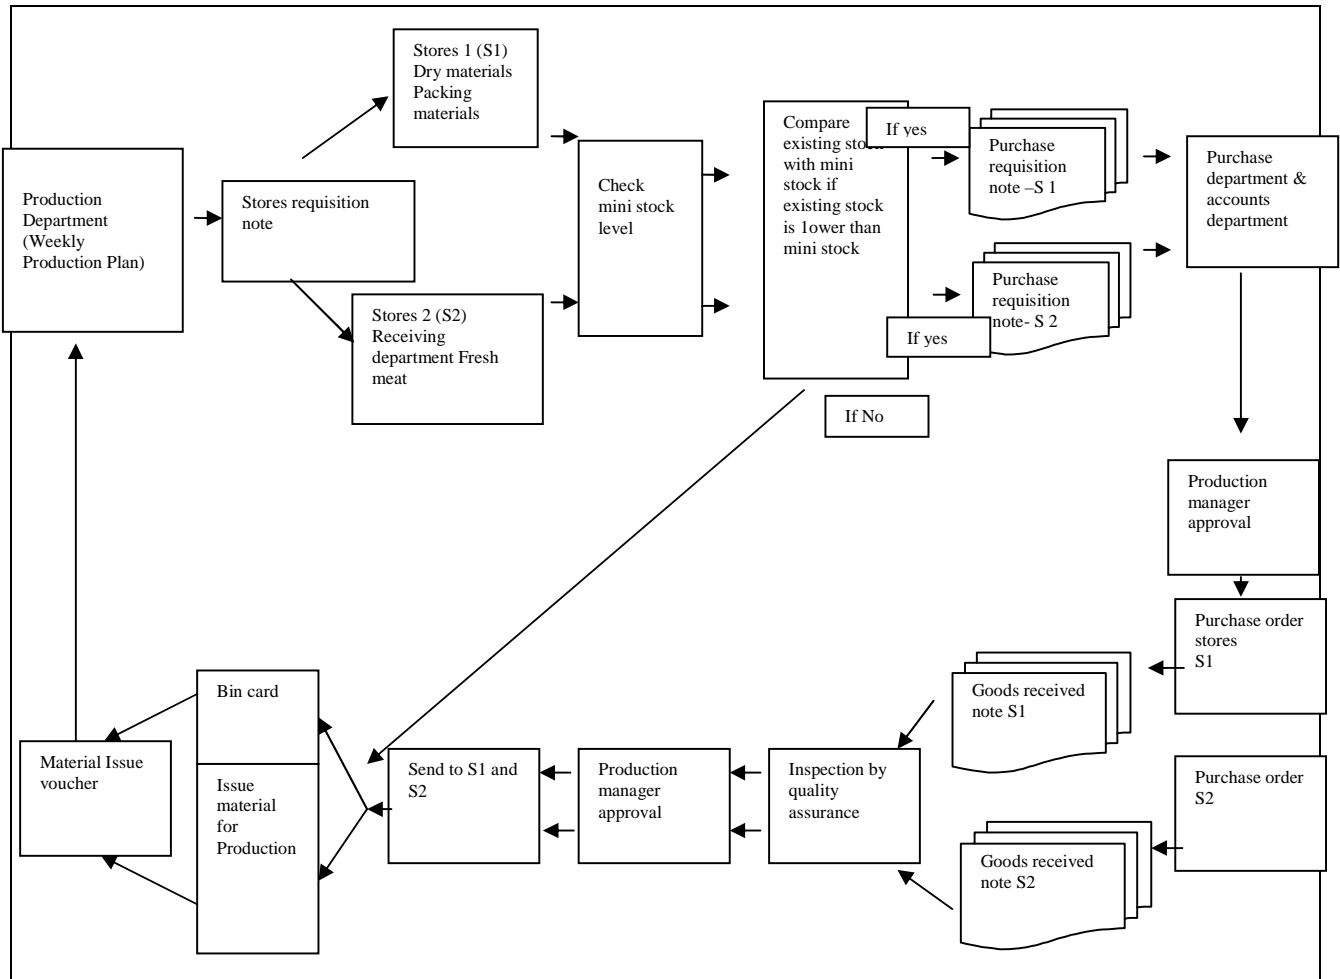 Stores 1 (S1)
Dry materials
Packing
materials
Production
Department
(Weekly
Production Plan)
Stores requisition
note
Stores 2 (S2)
Receiving
department Fresh
meat
Check
mini stock
level
Compare
existing stock
with mini
stock if
existing stock
is 1ower than
mini stock
If yes
Purchase
requisition
note –S 1
Purchase
requisition
note- S 2
If yes
If No
Purchase
department &
accounts
department
Production
manager
approval
Purchase order
stores
S1
Purchase order
S2
Goods received
note S1
Goods received
note S2
Inspection by
quality
assurance
Production
manager
approval
Send to S1 and
S2
Bin card
Issue
material
for
Production
Material Issue
voucher